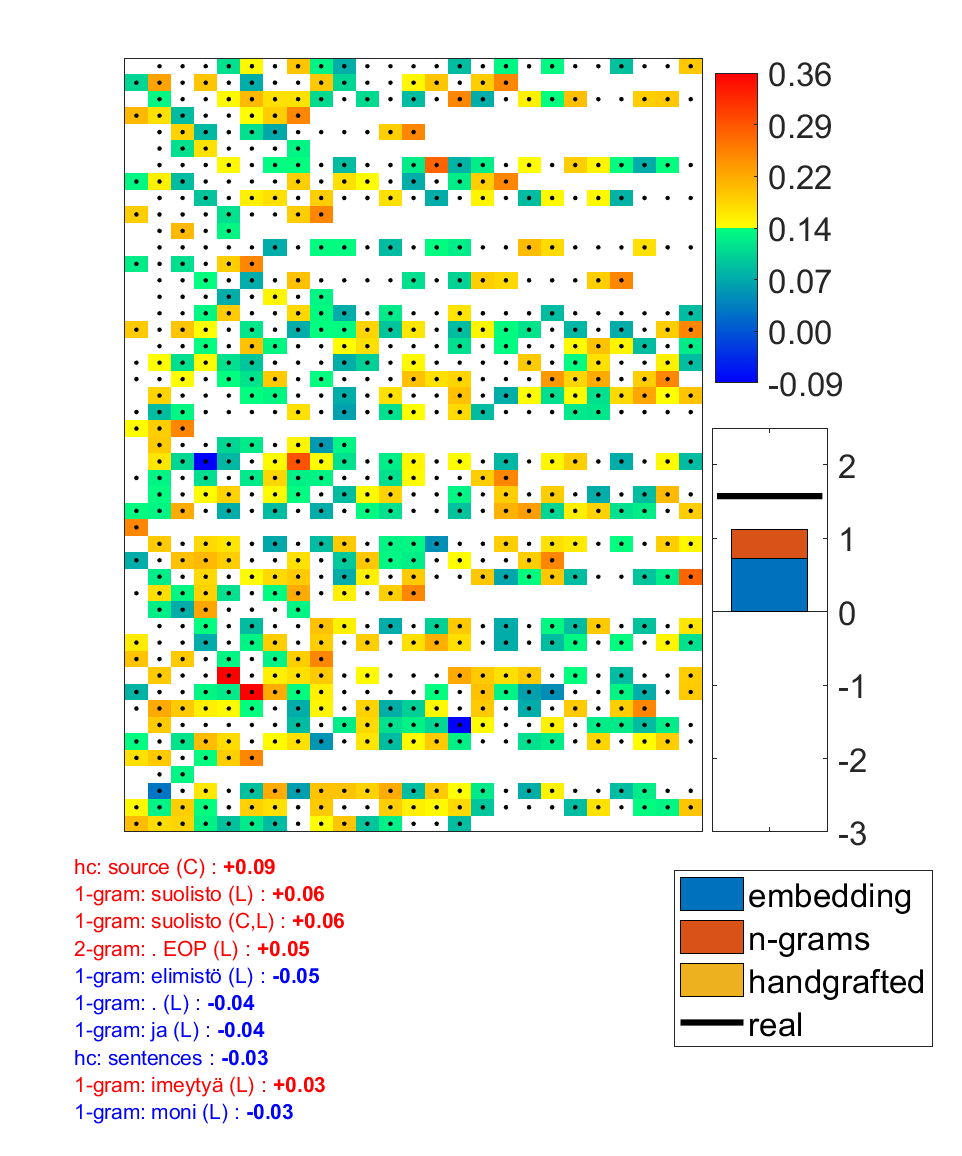 0.36
0.29
0.22
0.14
0.07
0.00
-0.09
2
1
0
-1
-2
-3
hc: source (C) : +0.09
1-gram: suolisto (L) : +0.06
1-gram: suolisto (C,L) : +0.06
2-gram: . EOP (L) : +0.05
1-gram: elimistö (L) : -0.05
1-gram: . (L) : -0.04
1-gram: ja (L) : -0.04
hc: sentences : -0.03
1-gram: imeytyä (L) : +0.03
1-gram: moni (L) : -0.03
embedding
n-grams
handgrafted
real